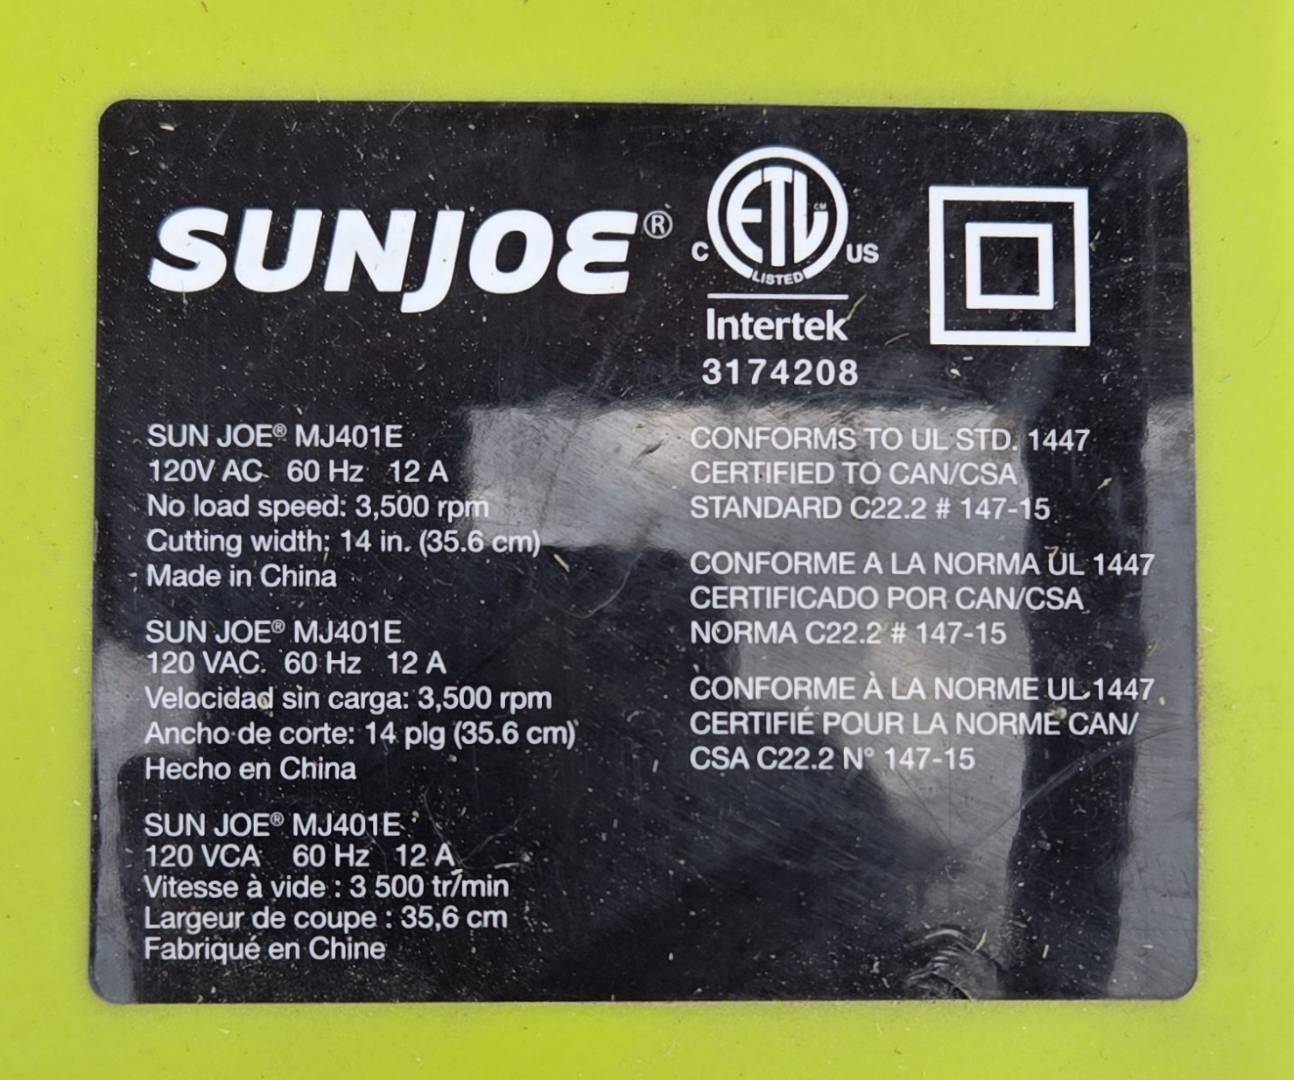 SUNJOE®
C ETL CM US
LISTED
Intertek
3174208
SUN JOE® MJ401E
120V AC 60 Hz 12 A
No load speed: 3,500 rpm
Cutting width: 14 in. (35.6 cm)
Made in China
SUN JOE® MJ401E
120 VAC 60 Hz 12 A
Velocidad sin carga: 3,500 rpm
Ancho de corte: 14 plg (35.6 cm)
Hecho en China
SUN JOE® MJ401E
120 VCA 60 Hz 12 A
Vitesse à vide : 3 500 tr/min
Largeur de coupe : 35,6 cm
Fabriqué en Chine
CONFORMS TO UL STD. 1447
CERTIFIED TO CAN/CSA
STANDARD C22.2 # 147-15
CONFORME A LA NORMA UL 1447
CERTIFICADO POR CAN/CSA
NORMA C22.2 # 147-15
CONFORME À LA NORME UL 1447
CERTIFIÉ POUR LA NORME CAN/
CSA C22.2 N° 147-15